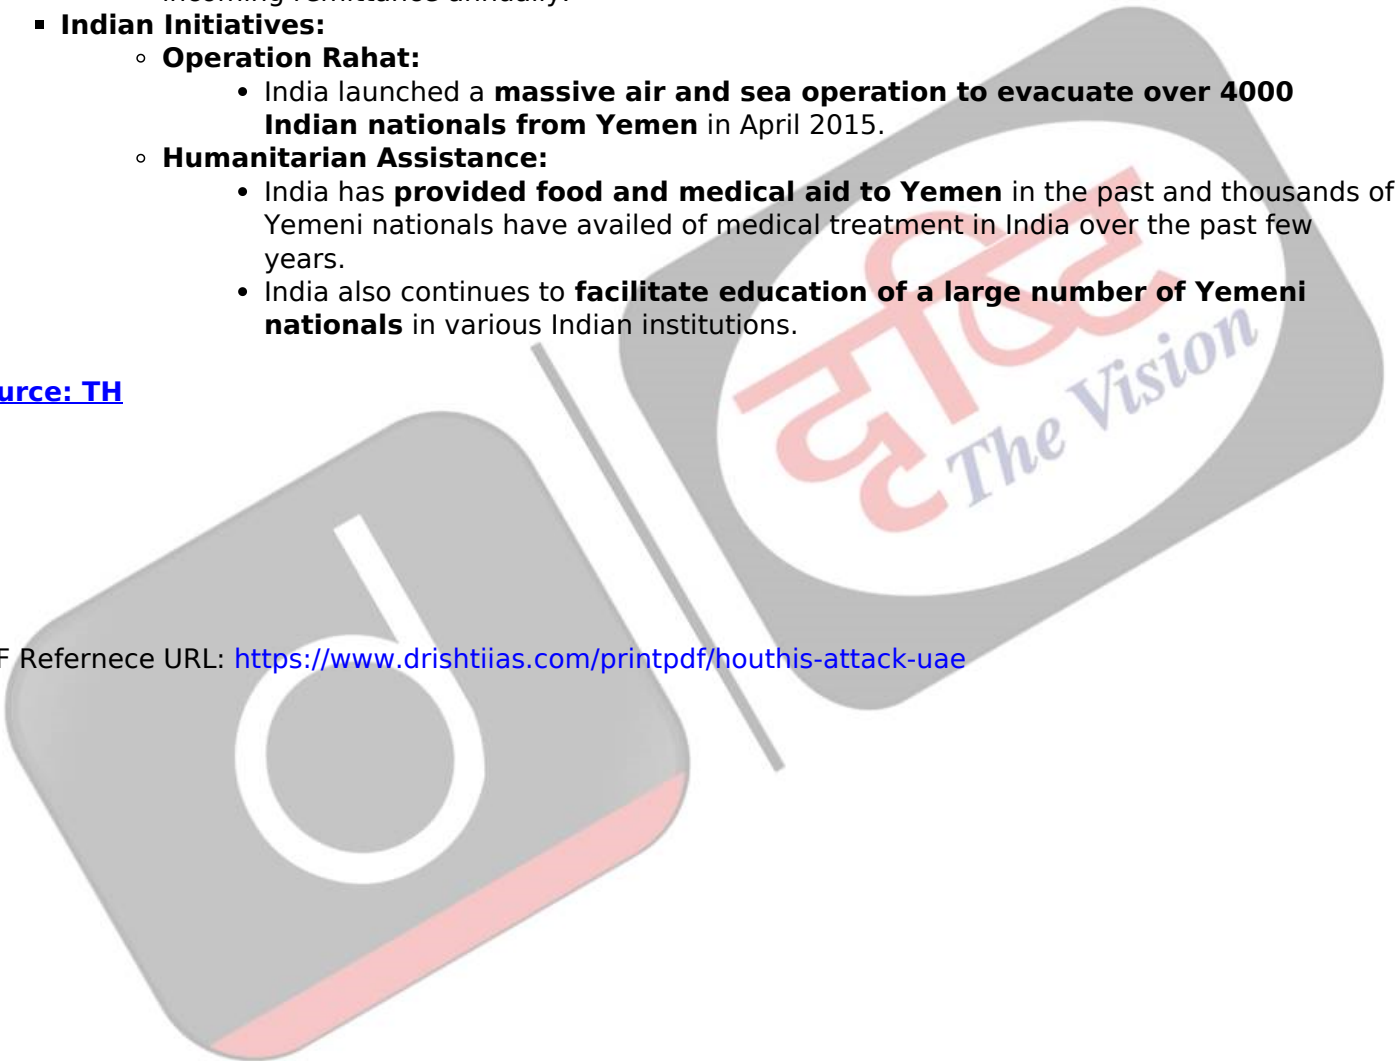 Indian Initiatives:
Operation Rahat:
India launched a massive air and sea operation to evacuate over 4000
Indian nationals from Yemen in April 2015.
Humanitarian Assistance:
India has provided food and medical aid to Yemen in the past and thousands of
Yemeni nationals have availed of medical treatment in India over the past few
years.
India also continues to facilitate education of a large number of Yemeni
nationals in various Indian institutions.
दृष्टि
The Vision
urce: TH
F Refernece URL: https://www.drishtiias.com/printpdf/houthis-attack-uae